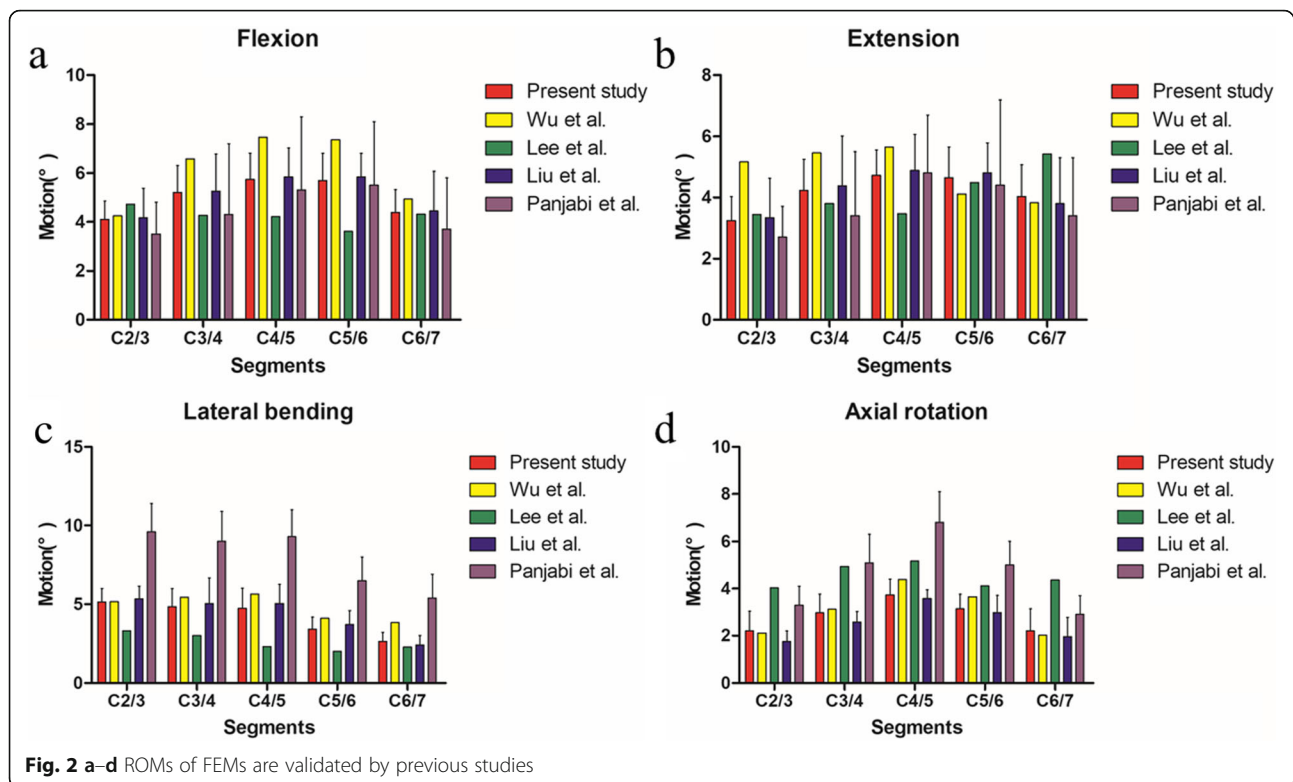 a
Flexion
Motion(°)
10
8
6
4
2
0
C2/3 C3/4 C4/5 C5/6 C6/7
Segments
Present study
Wu et al.
Lee et al.
Liu et al.
Panjabi et al.
b
Extension
Motion(°)
8
6
4
2
0
C2/3 C3/4 C4/5 C5/6 C6/7
Segments
Present study
Wu et al.
Lee et al.
Liu et al.
Panjabi et al.
c
Lateral bending
Motion(°)
15
10
5
0
C2/3 C3/4 C4/5 C5/6 C6/7
Segments
Present study
Wu et al.
Lee et al.
Liu et al.
Panjabi et al.
d
Axial rotation
Motion(°)
10
8
6
4
2
0
C2/3 C3/4 C4/5 C5/6 C6/7
Segments
Present study
Wu et al.
Lee et al.
Liu et al.
Panjabi et al.
Fig. 2 a–d ROMs of FEMs are validated by previous studies